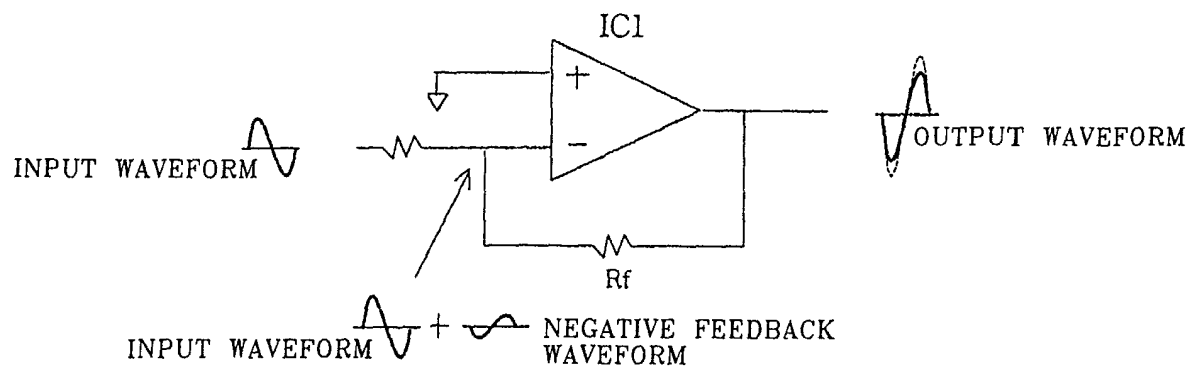 IC1
+
−
INPUT WAVEFORM
OUTPUT WAVEFORM
Rf
INPUT WAVEFORM + NEGATIVE FEEDBACK
WAVEFORM